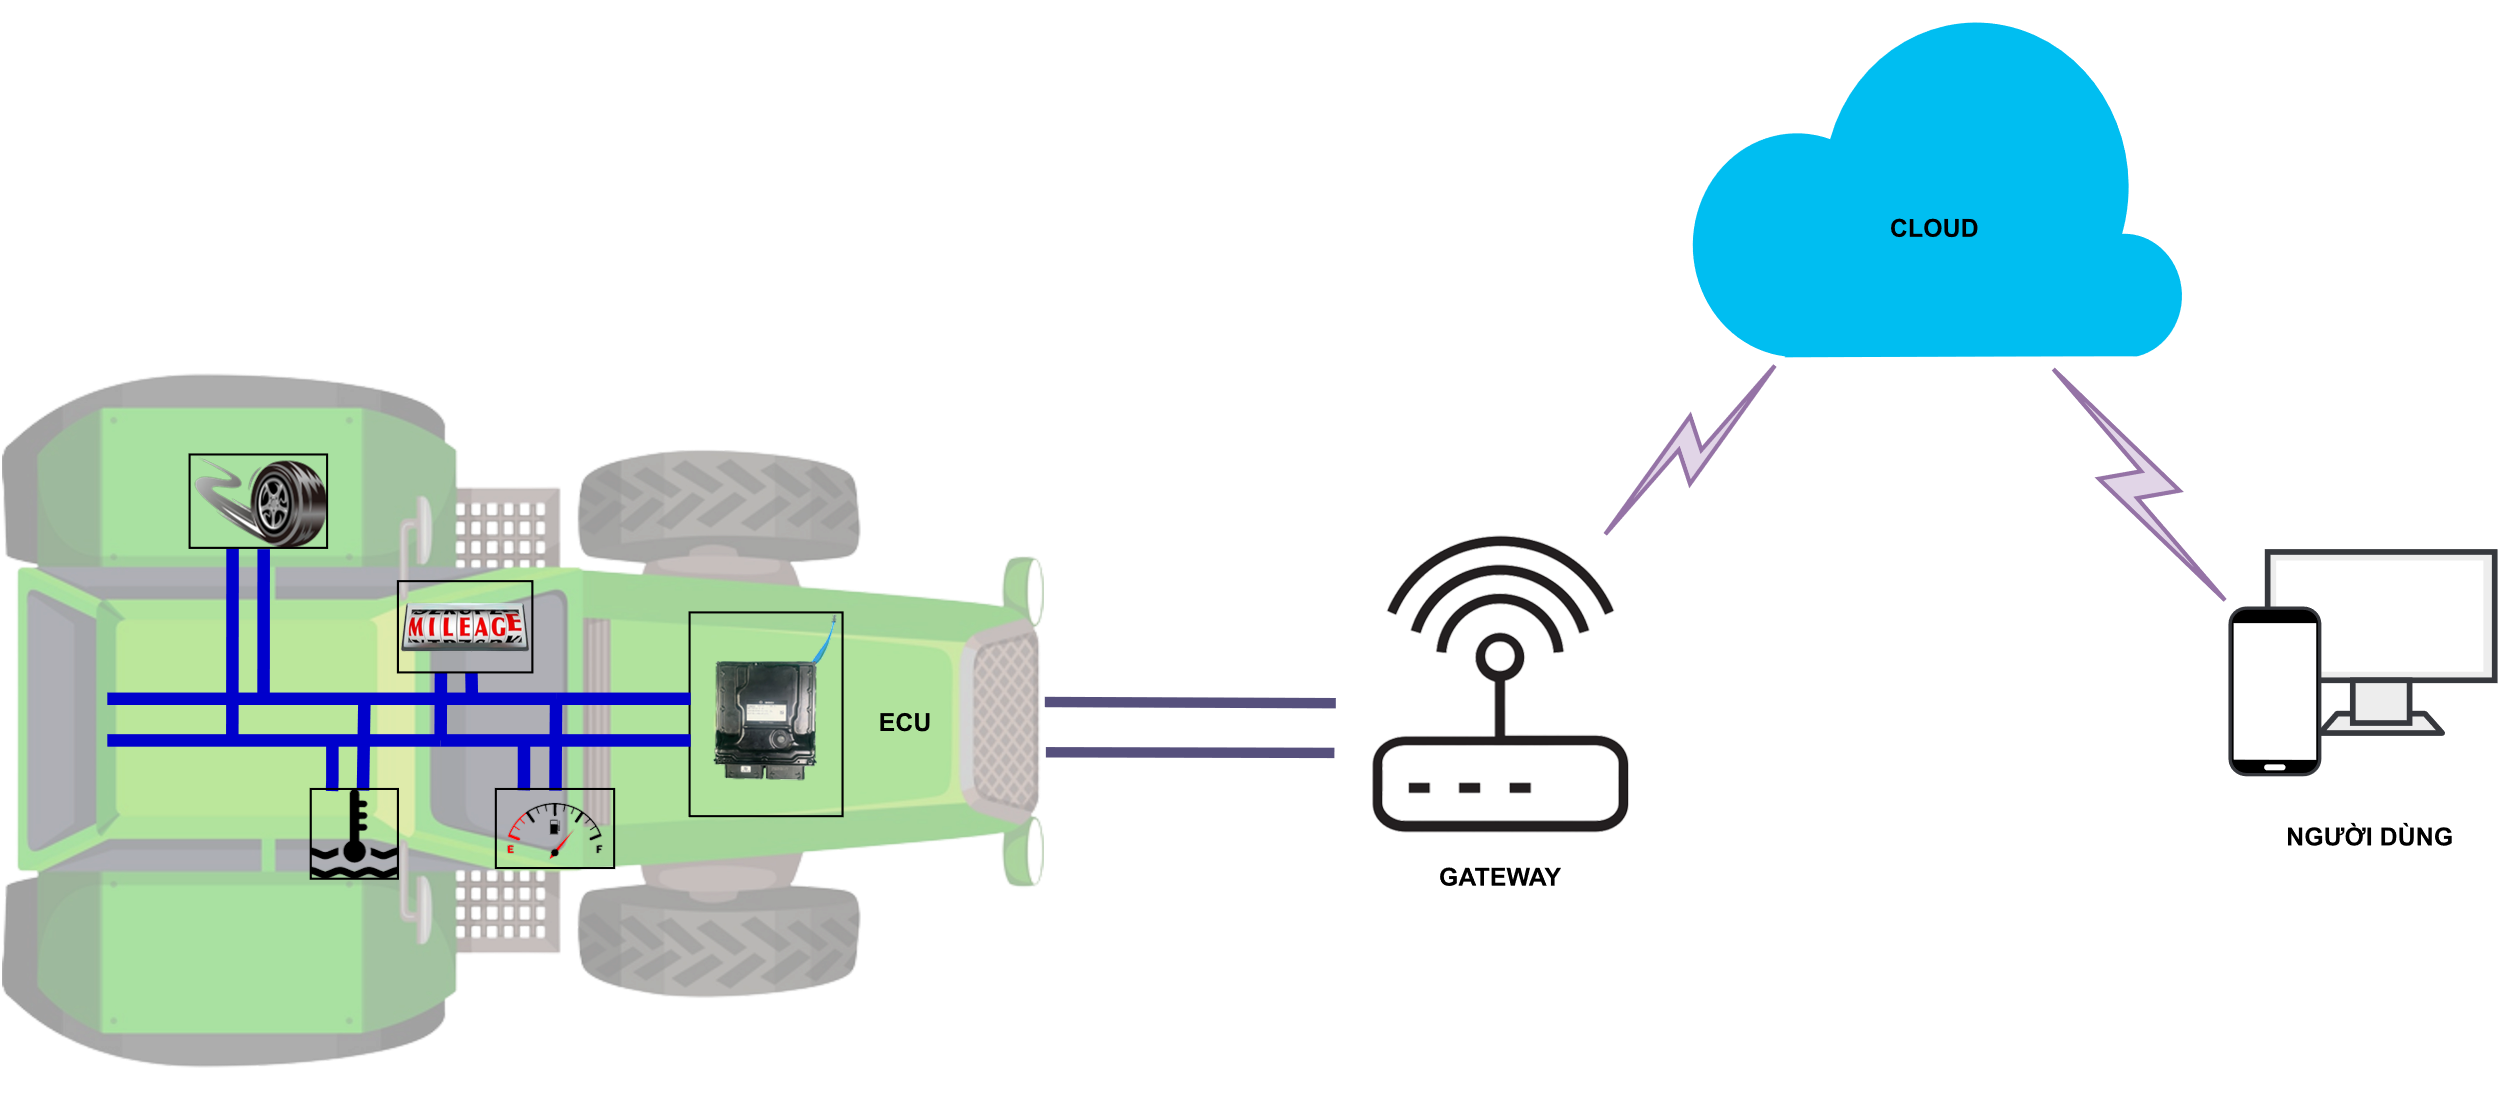 CLOUD
MILEAGE
ECU
E
F
NGƯỜI DÙNG
GATEWAY